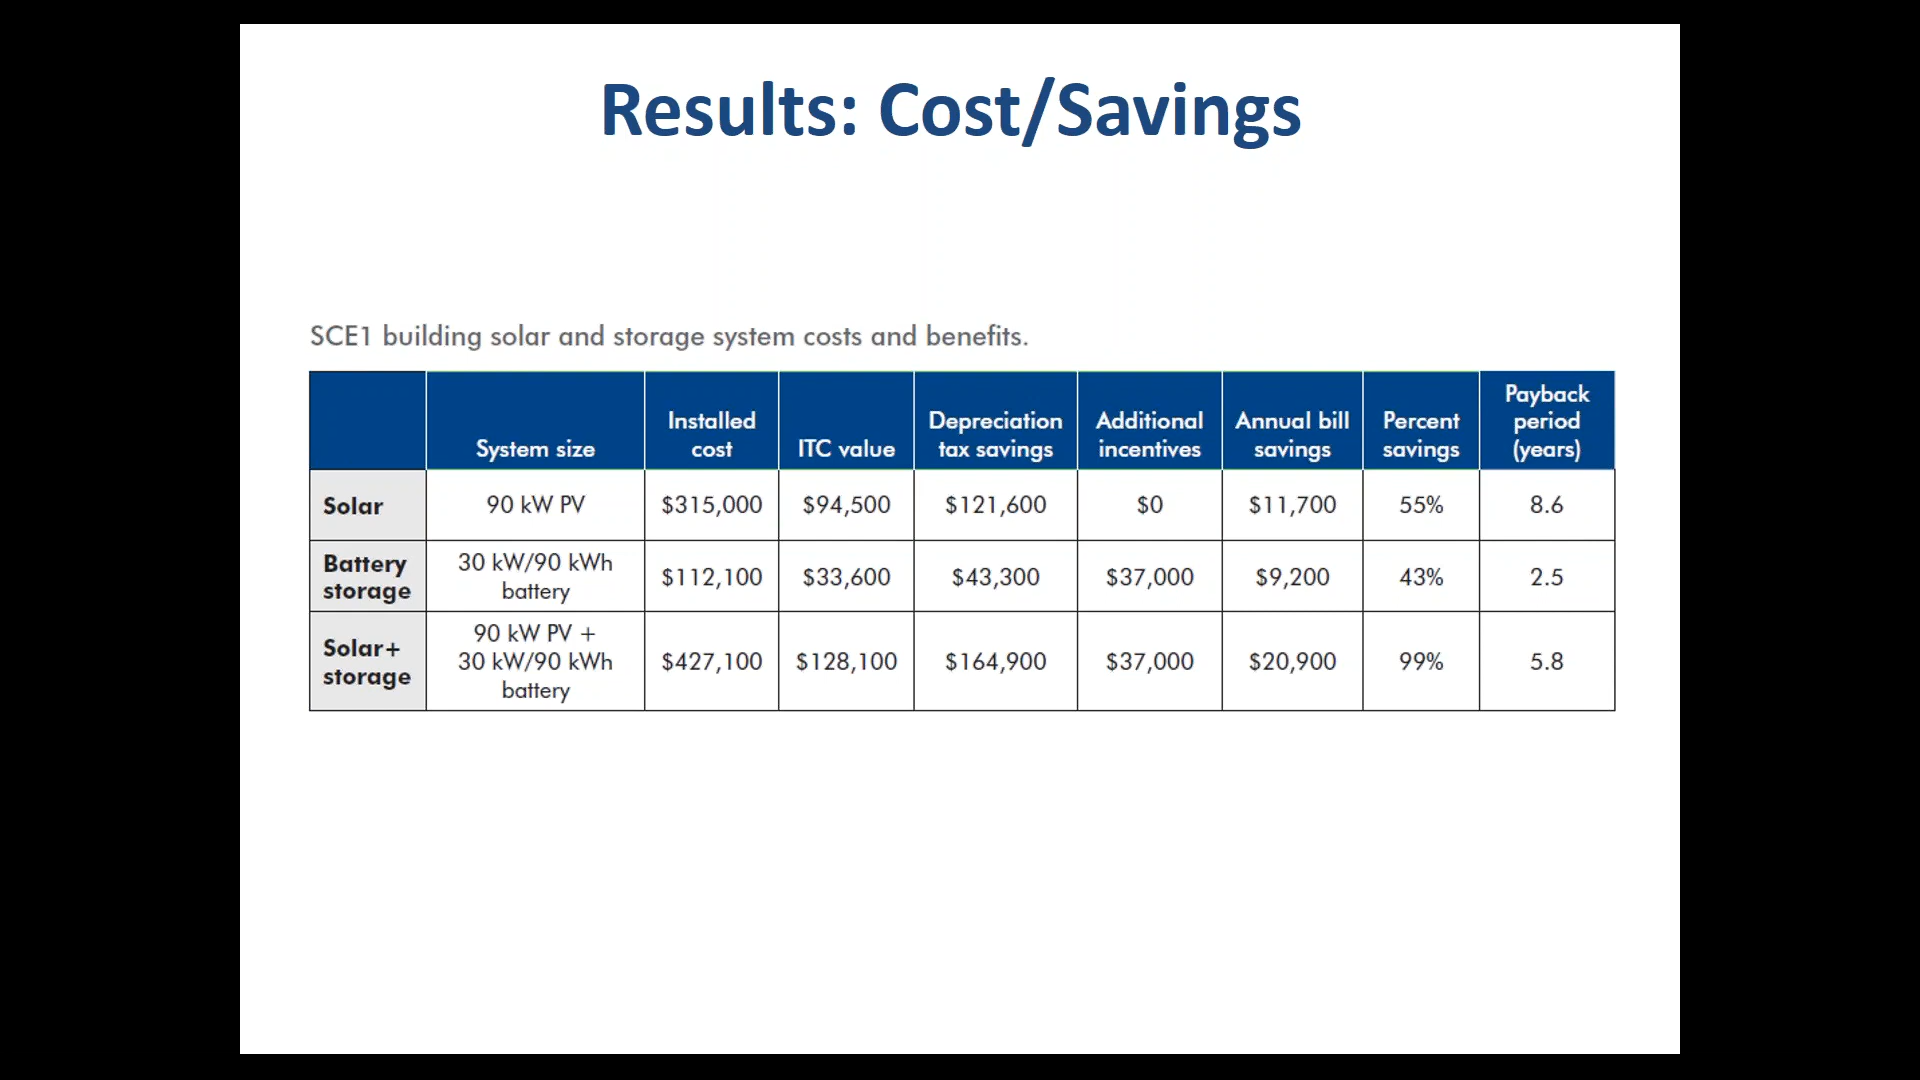 Results: Cost/Savings
SCE1 building solar and storage system costs and benefits.
System size
Installed
cost
ITC value
Depreciation
tax savings
Additional
incentives
Annual bill
savings
Percent
savings
Payback
period
(years)
Solar
90 kW PV
$315,000
$94,500
$121,600
$0
$11,700
55%
8.6
Battery
storage
30 kW/90 kWh
battery
$112,100
$33,600
$43,300
$37,000
$9,200
43%
2.5
Solar+
storage
90 kW PV +
30 kW/90 kWh
battery
$427,100
$128,100
$164,900
$37,000
$20,900
99%
5.8